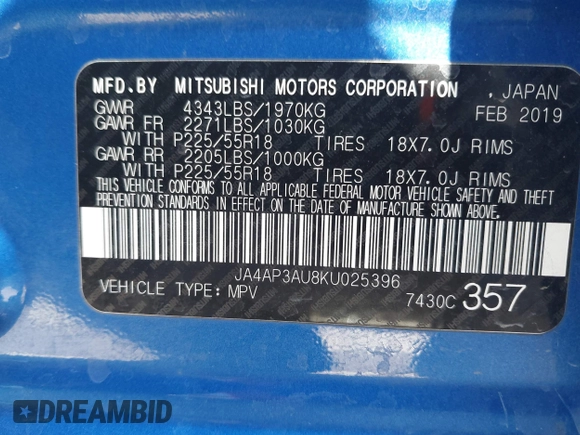 MFD.BY MITSUBISHI MOTORS CORPORATION . JAPAN
GVWR 4343LBS/1970KG FEB 2019
GAWR FR 2271LBS/1030KG
WITH P225/55R18 TIRES 18X7.0J RIMS
GAWR RR 2205LBS/1000KG
WITH P225/55R18 TIRES 18X7.0J RIMS
THIS VEHICLE CONFORMS TO ALL APPLICABLE FEDERAL MOTOR VEHICLE SAFETY AND THEFT
PREVENTION STANDARDS IN EFFECT ON THE DATE OF MANUFACTURE SHOWN ABOVE.
JA4AP3AU8KU025396
VEHICLE TYPE: MPV 7430C 357
DREAMBID